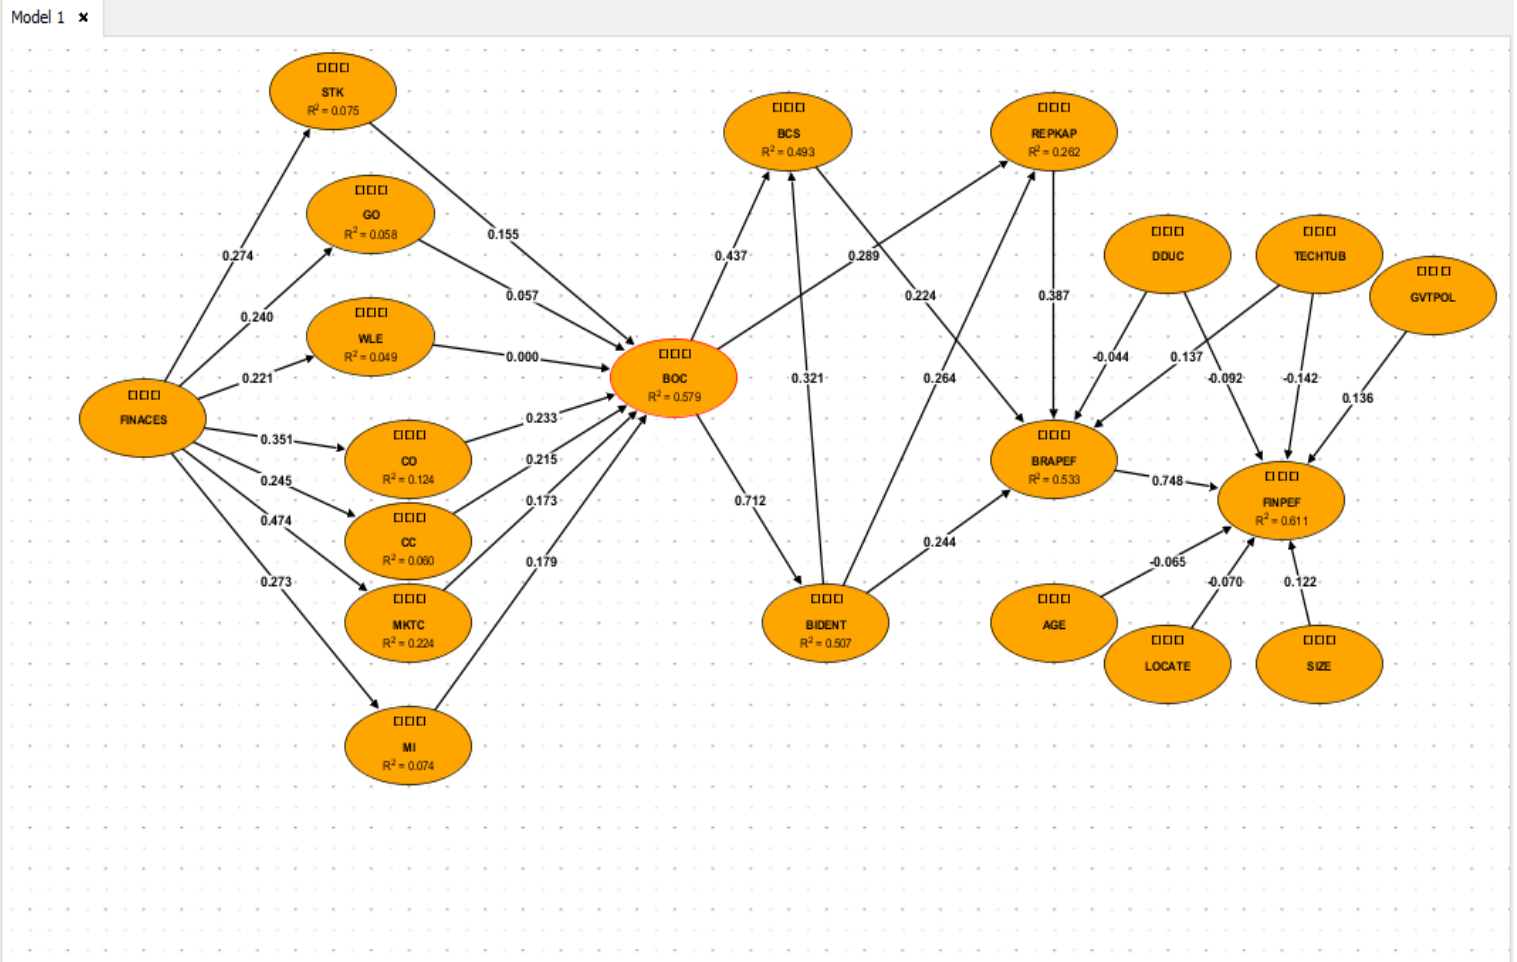 Model 1
STK
R² = 0.075
GO
R² = 0.058
WLE
R² = 0.049
FINACES
CO
R² = 0.124
CC
R² = 0.060
MKTC
R² = 0.224
MI
R² = 0.074
0.274
0.240
0.221
0.351
0.245
0.474
0.273
0.155
0.057
0.000
0.233
0.215
0.173
0.179
BOC
R² = 0.579
0.437
0.289
0.712
BCS
R² = 0.493
0.321
0.264
0.224
0.244
BIDENT
R² = 0.507
REPKAP
R² = 0.262
0.387
DDUC
TECHTUB
GVTPOL
-0.044
0.137
-0.092
-0.142
0.136
BRAPEF
R² = 0.533
0.748
FINPEF
R² = 0.611
-0.065
-0.070
0.122
AGE
LOCATE
SIZE